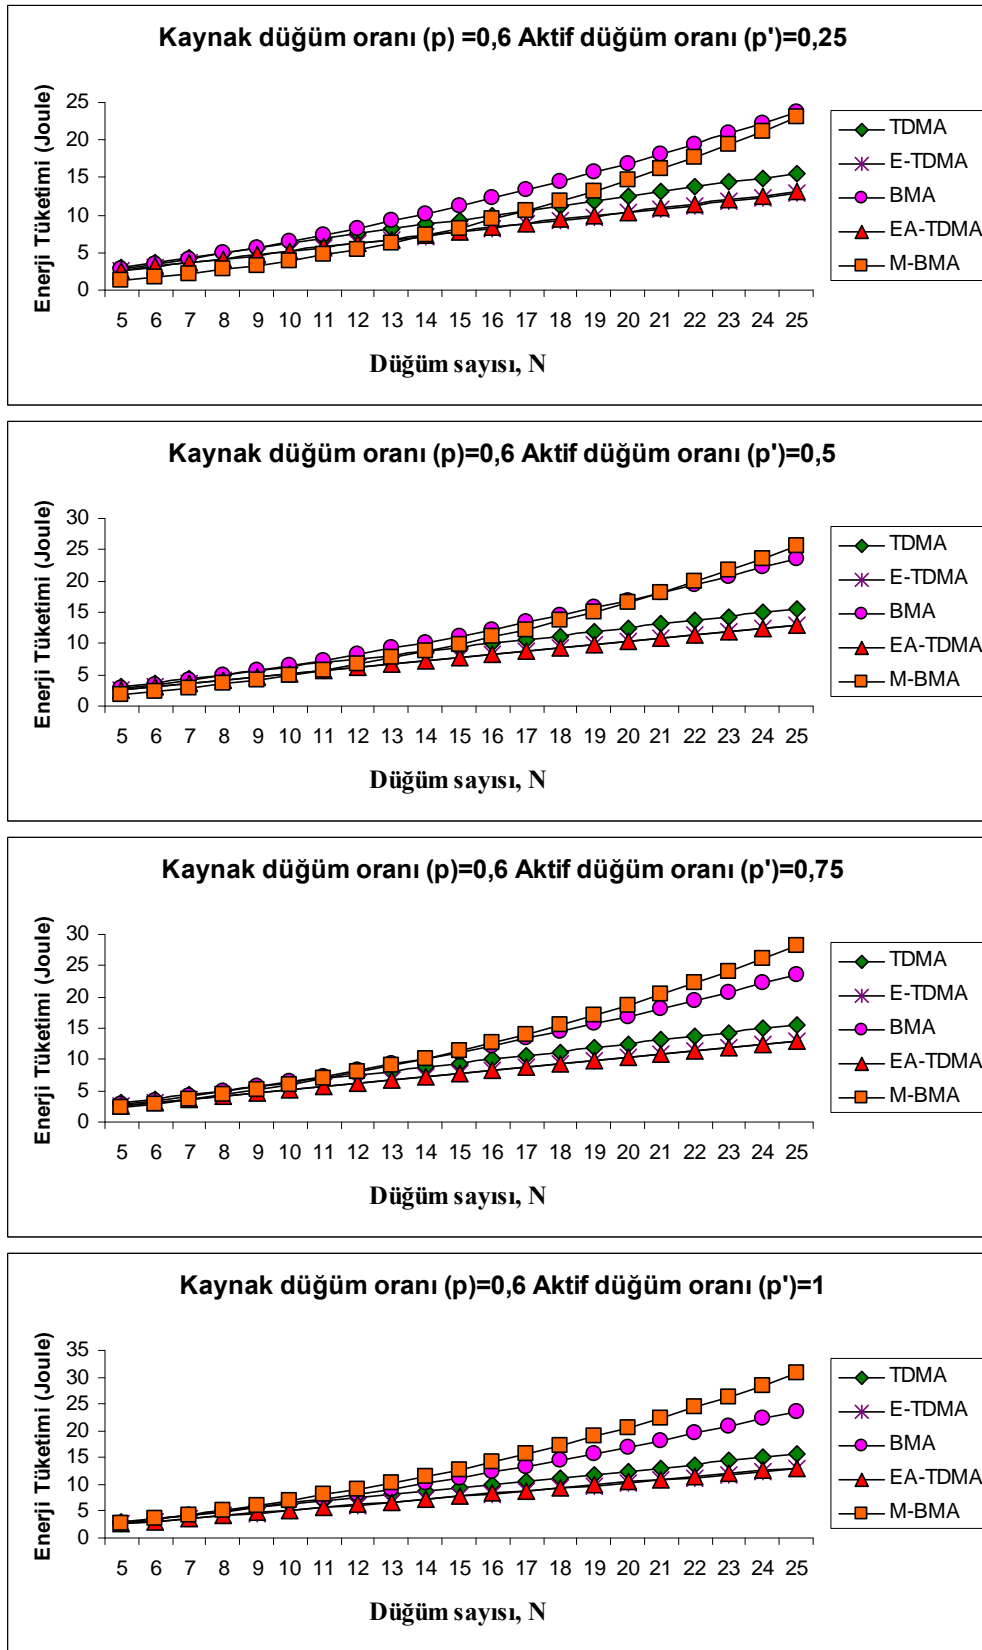 Kaynak düğüm oranı (p) =0,6 Aktif düğüm oranı (p')=0,25
Enerji Tüketimi (Joule)
25
20
15
10
5
0
5 6 7 8 9 10 11 12 13 14 15 16 17 18 19 20 21 22 23 24 25
Düğüm sayısı, N
TDMA
E-TDMA
BMA
EA-TDMA
M-BMA
Kaynak düğüm oranı (p)=0,6 Aktif düğüm oranı (p')=0,5
Enerji Tüketimi (Joule)
30
25
20
15
10
5
0
5 6 7 8 9 10 11 12 13 14 15 16 17 18 19 20 21 22 23 24 25
Düğüm sayısı, N
TDMA
E-TDMA
BMA
EA-TDMA
M-BMA
Kaynak düğüm oranı (p)=0,6 Aktif düğüm oranı (p')=0,75
Enerji Tüketimi (Joule)
30
25
20
15
10
5
0
5 6 7 8 9 10 11 12 13 14 15 16 17 18 19 20 21 22 23 24 25
Düğüm sayısı, N
TDMA
E-TDMA
BMA
EA-TDMA
M-BMA
Kaynak düğüm oranı (p)=0,6 Aktif düğüm oranı (p')=1
Enerji Tüketimi (Joule)
35
30
25
20
15
10
5
0
5 6 7 8 9 10 11 12 13 14 15 16 17 18 19 20 21 22 23 24 25
Düğüm sayısı, N
TDMA
E-TDMA
BMA
EA-TDMA
M-BMA